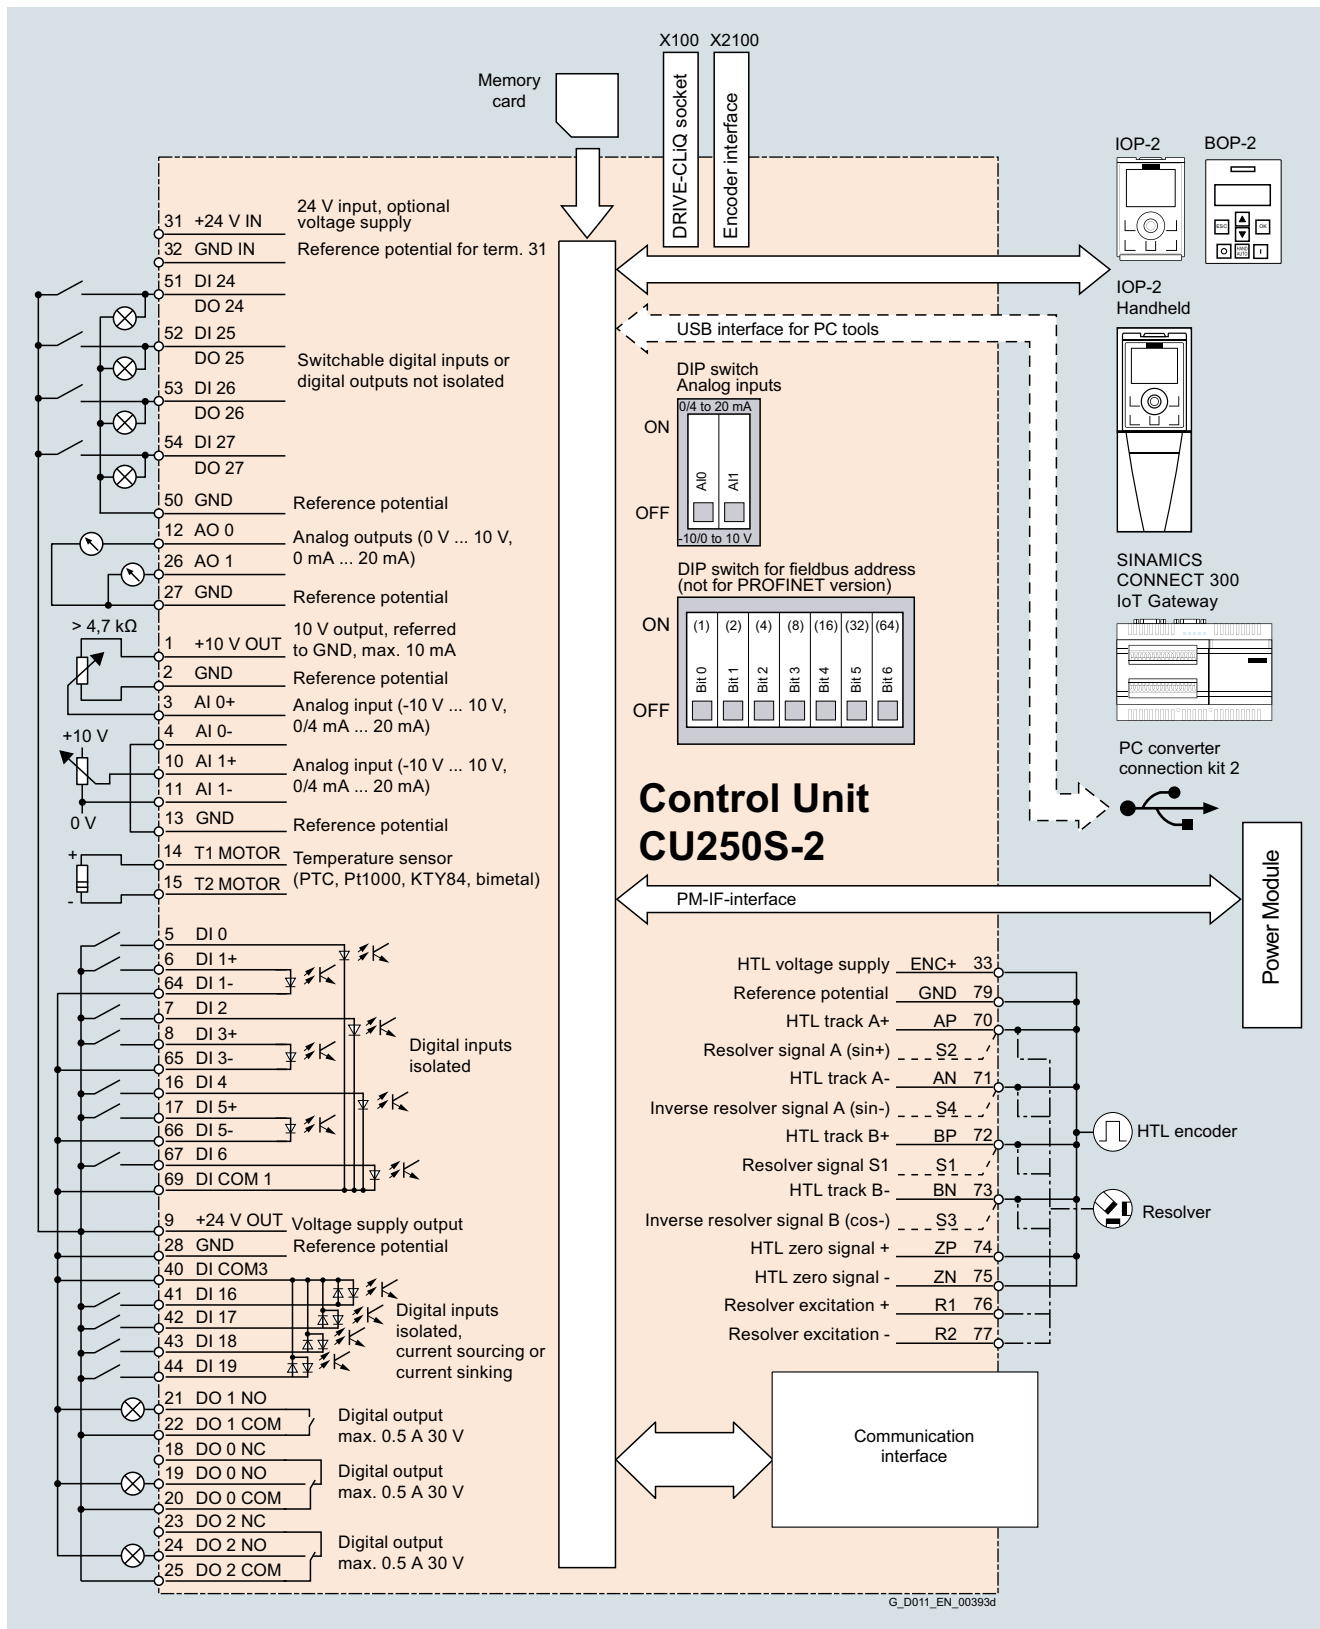 X100 X2100
Memory
card
DRIVE-CLiQ socket
Encoder interface
IOP-2 BOP-2
ESC
OK
HAND
AUTO
I
IOP-2
Handheld
31 +24 V IN
24 V input, optional
voltage supply
32 GND IN Reference potential for term. 31
51 DI 24
DO 24
52 DI 25
DO 25
53 DI 26
DO 26
54 DI 27
DO 27
Switchable digital inputs or
digital outputs not isolated
50 GND Reference potential
12 AO 0
26 AO 1
Analog outputs (0 V ... 10 V,
0 mA ... 20 mA)
27 GND Reference potential
> 4,7 kΩ
1 +10 V OUT
10 V output, referred
to GND, max. 10 mA
2 GND Reference potential
3 AI 0+
4 AI 0-
Analog input (-10 V ... 10 V,
0/4 mA ... 20 mA)
+10 V
10 AI 1+
11 AI 1-
Analog input (-10 V ... 10 V,
0/4 mA ... 20 mA)
0 V
13 GND Reference potential
+
-
14 T1 MOTOR
15 T2 MOTOR
Temperature sensor
(PTC, Pt1000, KTY84, bimetal)
5 DI 0
6 DI 1+
64 DI 1-
7 DI 2
8 DI 3+
65 DI 3-
16 DI 4
17 DI 5+
66 DI 5-
67 DI 6
69 DI COM 1
Digital inputs
isolated
9 +24 V OUT Voltage supply output
28 GND Reference potential
40 DI COM3
41 DI 16
42 DI 17
43 DI 18
44 DI 19
Digital inputs
isolated,
current sourcing or
current sinking
21 DO 1 NO
22 DO 1 COM
Digital output
max. 0.5 A 30 V
18 DO 0 NC
19 DO 0 NO
20 DO 0 COM
Digital output
max. 0.5 A 30 V
23 DO 2 NC
24 DO 2 NO
25 DO 2 COM
Digital output
max. 0.5 A 30 V
USB interface for PC tools
DIP switch
Analog inputs
0/4 to 20 mA
ON
OFF
AI0
AI1
-10/0 to 10 V
DIP switch for fieldbus address
(not for PROFINET version)
ON
OFF
(1) (2) (4) (8) (16) (32) (64)
Bit 0 Bit 1 Bit 2 Bit 3 Bit 4 Bit 5 Bit 6
SINAMICS
CONNECT 300
IoT Gateway
PC converter
connection kit 2
Control Unit
CU250S-2
PM-IF-interface
Power Module
HTL voltage supply ENC+ 33
Reference potential GND 79
HTL track A+ AP 70
Resolver signal A (sin+) S2
HTL track A- AN 71
Inverse resolver signal A (sin-) S4
HTL track B+ BP 72
Resolver signal S1 S1
HTL track B- BN 73
Inverse resolver signal B (cos-) S3
HTL zero signal + ZP 74
HTL zero signal - ZN 75
Resolver excitation + R1 76
Resolver excitation - R2 77
HTL encoder
Resolver
Communication
interface
G_D011_EN_00393d